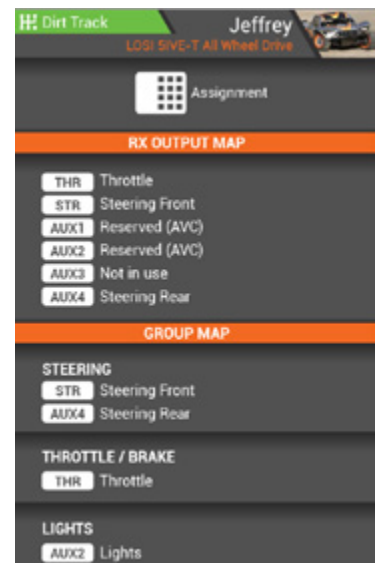 Dirt Track
Jeffrey
LOSI 5IVE-T All Wheel Drive
Assignment
RX OUTPUT MAP
THR Throttle
STR Steering Front
AUX1 Reserved (AVC)
AUX2 Reserved (AVC)
AUX3 Not in use
AUX4 Steering Rear
GROUP MAP
STEERING
STR Steering Front
AUX4 Steering Rear
THROTTLE / BRAKE
THR Throttle
LIGHTS
AUX2 Lights